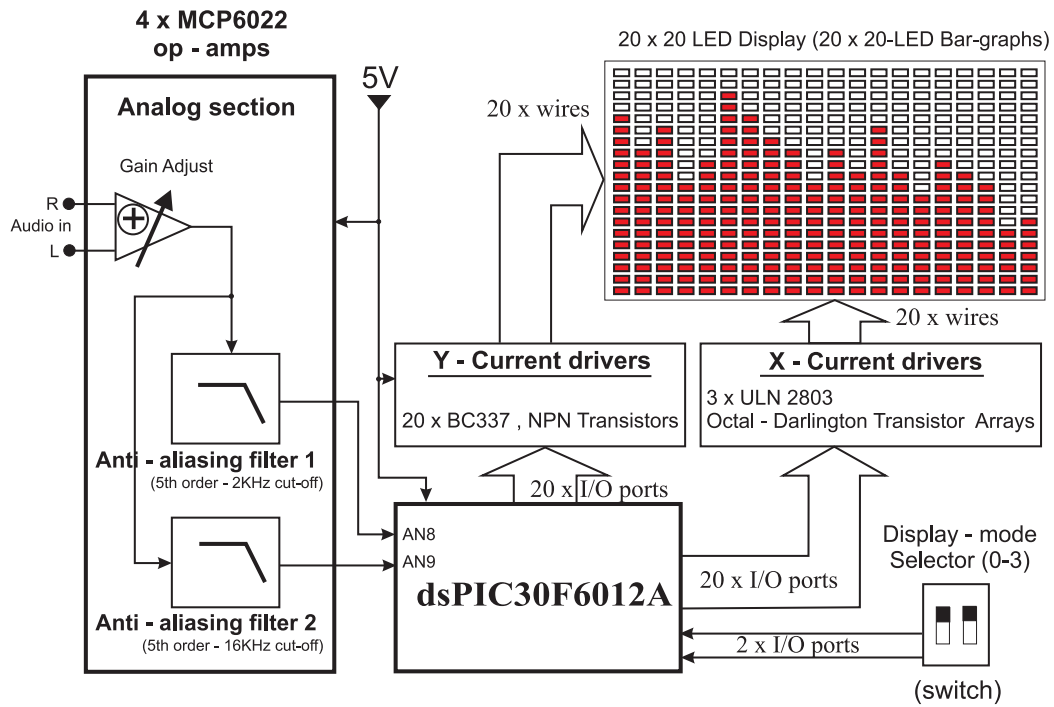 4 x MCP6022
op - amps
20 x 20 LED Display (20 x 20-LED Bar-graphs)
5V
Analog section
20 x wires
Gain Adjust
R
Audio in
L
20 x wires
Y - Current drivers
20 x BC337 , NPN Transistors
X - Current drivers
3 x ULN 2803
Octal - Darlington Transistor Arrays
Anti - aliasing filter 1
(5th order - 2KHz cut-off)
20 x I/O ports
AN8
AN9
dsPIC30F6012A
20 x I/O ports
Display - mode
Selector (0-3)
Anti - aliasing filter 2
(5th order - 16KHz cut-off)
2 x I/O ports
(switch)